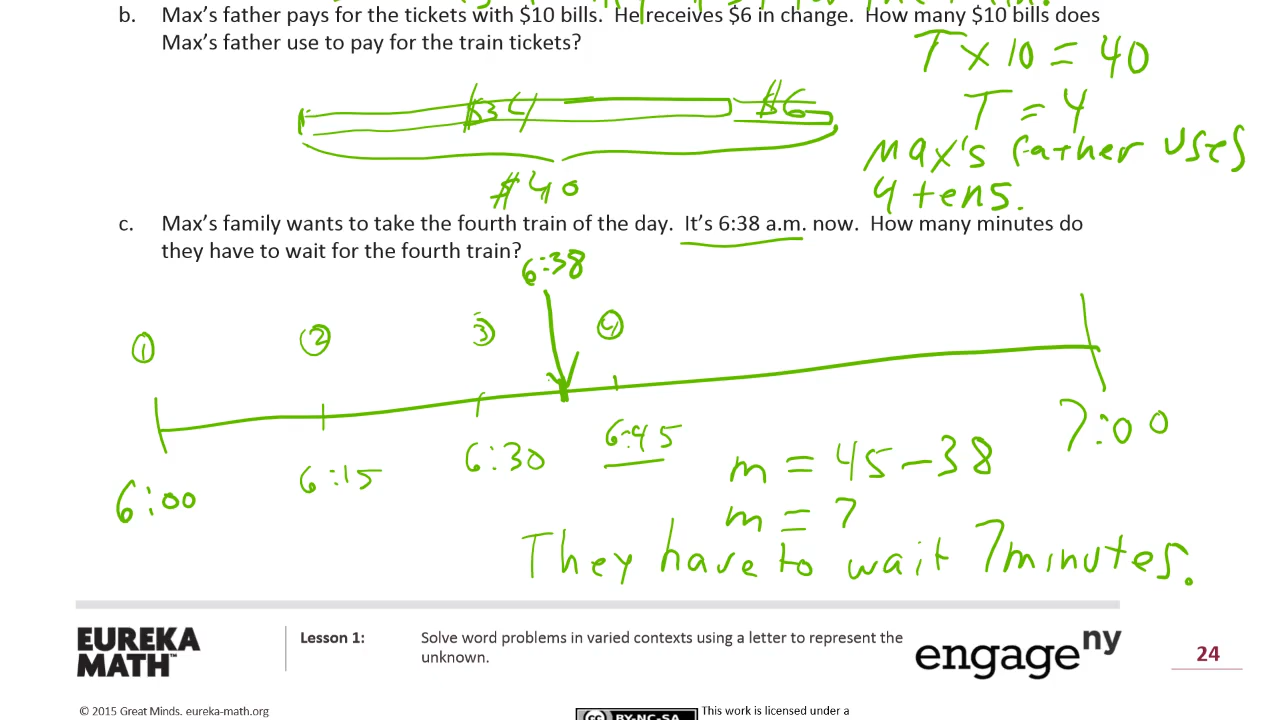 b. Max's father pays for the tickets with $10 bills. He receives $6 in change. How many $10 bills does
Max's father use to pay for the train tickets?
T × 10 = 40
T = 4
$34 $6
$40
Max's father uses
4 tens.
c. Max's family wants to take the fourth train of the day. It's 6:38 a.m. now. How many minutes do
they have to wait for the fourth train?
6:38
1 2 3 4
6:00 6:15 6:30 6:45 7:00
m = 45 - 38
m = 7
They have to wait 7 minutes.
EUREKA
MATH™
Lesson 1:
Solve word problems in varied contexts using a letter to represent the
unknown.
engage ny
24
© 2015 Great Minds. eureka-math.org
cc BY-NC-SA
This work is licensed under a